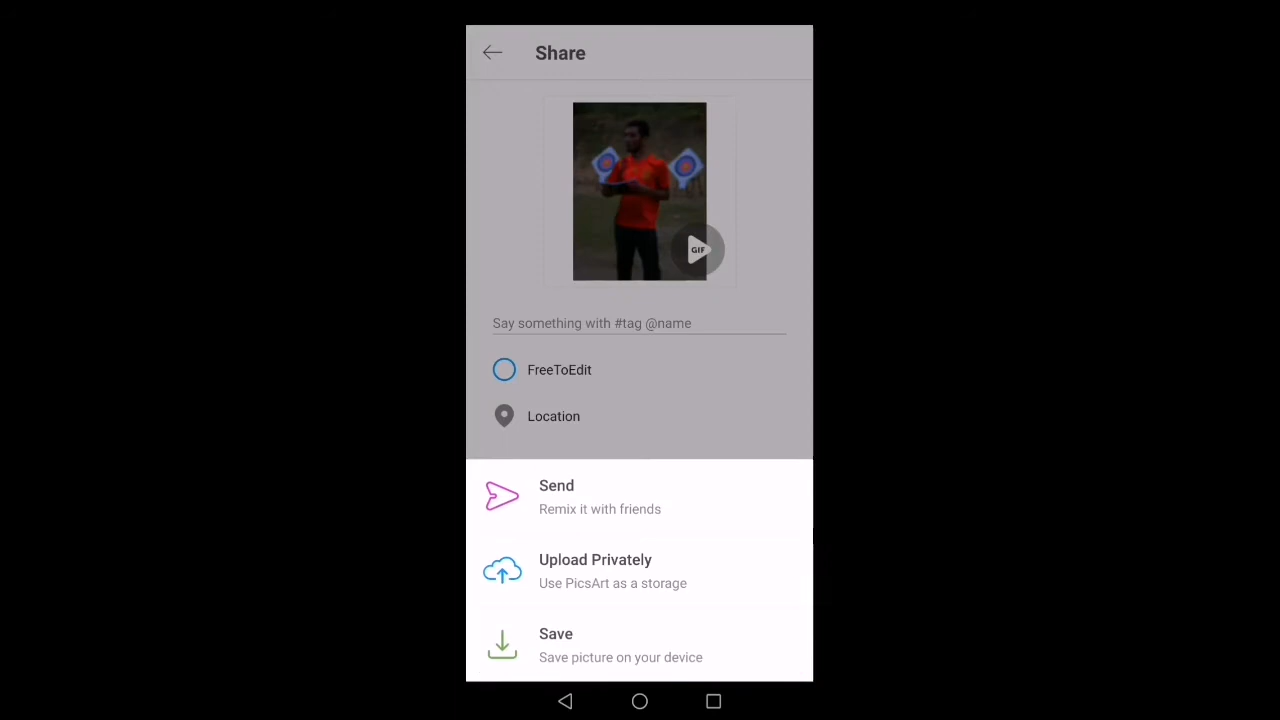 Share
GIF
Say something with #tag @name
FreeToEdit
Location
Send
Remix it with friends
Upload Privately
Use PicsArt as a storage
Save
Save picture on your device